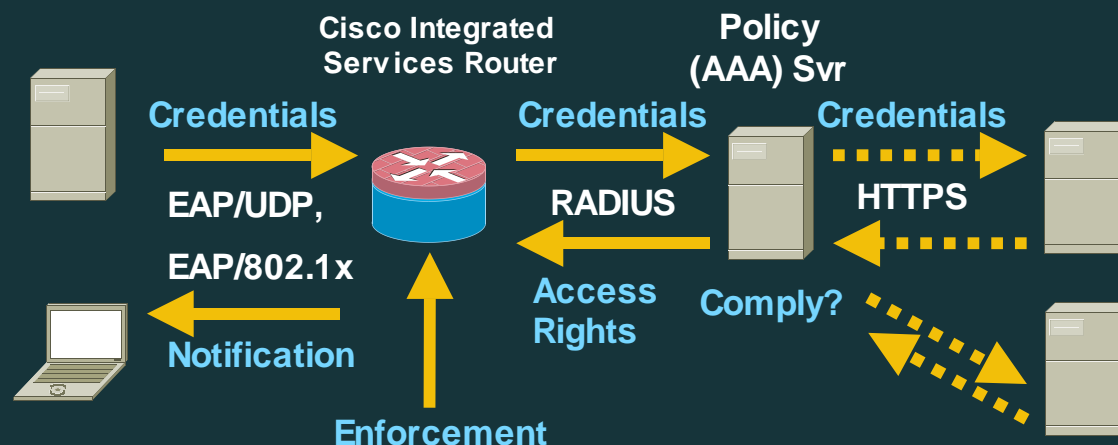 Cisco Integrated
Services Router
Policy
(AAA) Svr
Credentials
Credentials
Credentials
EAP/UDP,
RADIUS
HTTPS
EAP/802.1x
Access
Rights
Comply?
Notification
Enforcement